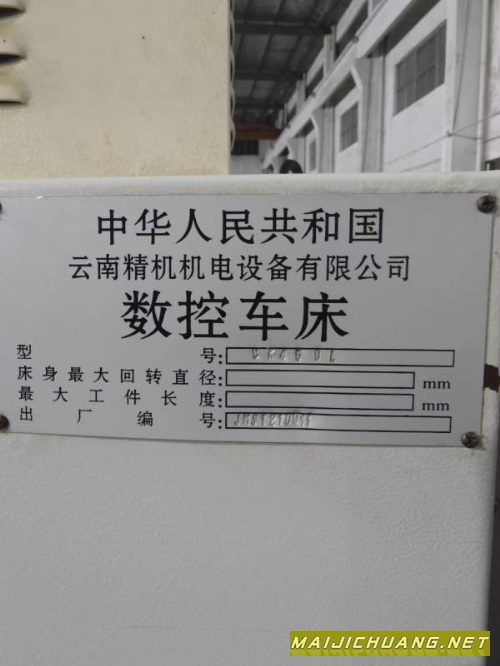 中华人民共和国
云南精机机电设备有限公司
数控车床
型号:
床身最大回转直径: mm
最大工件长度: mm
出厂编号:
MAIJICHUANG.NET